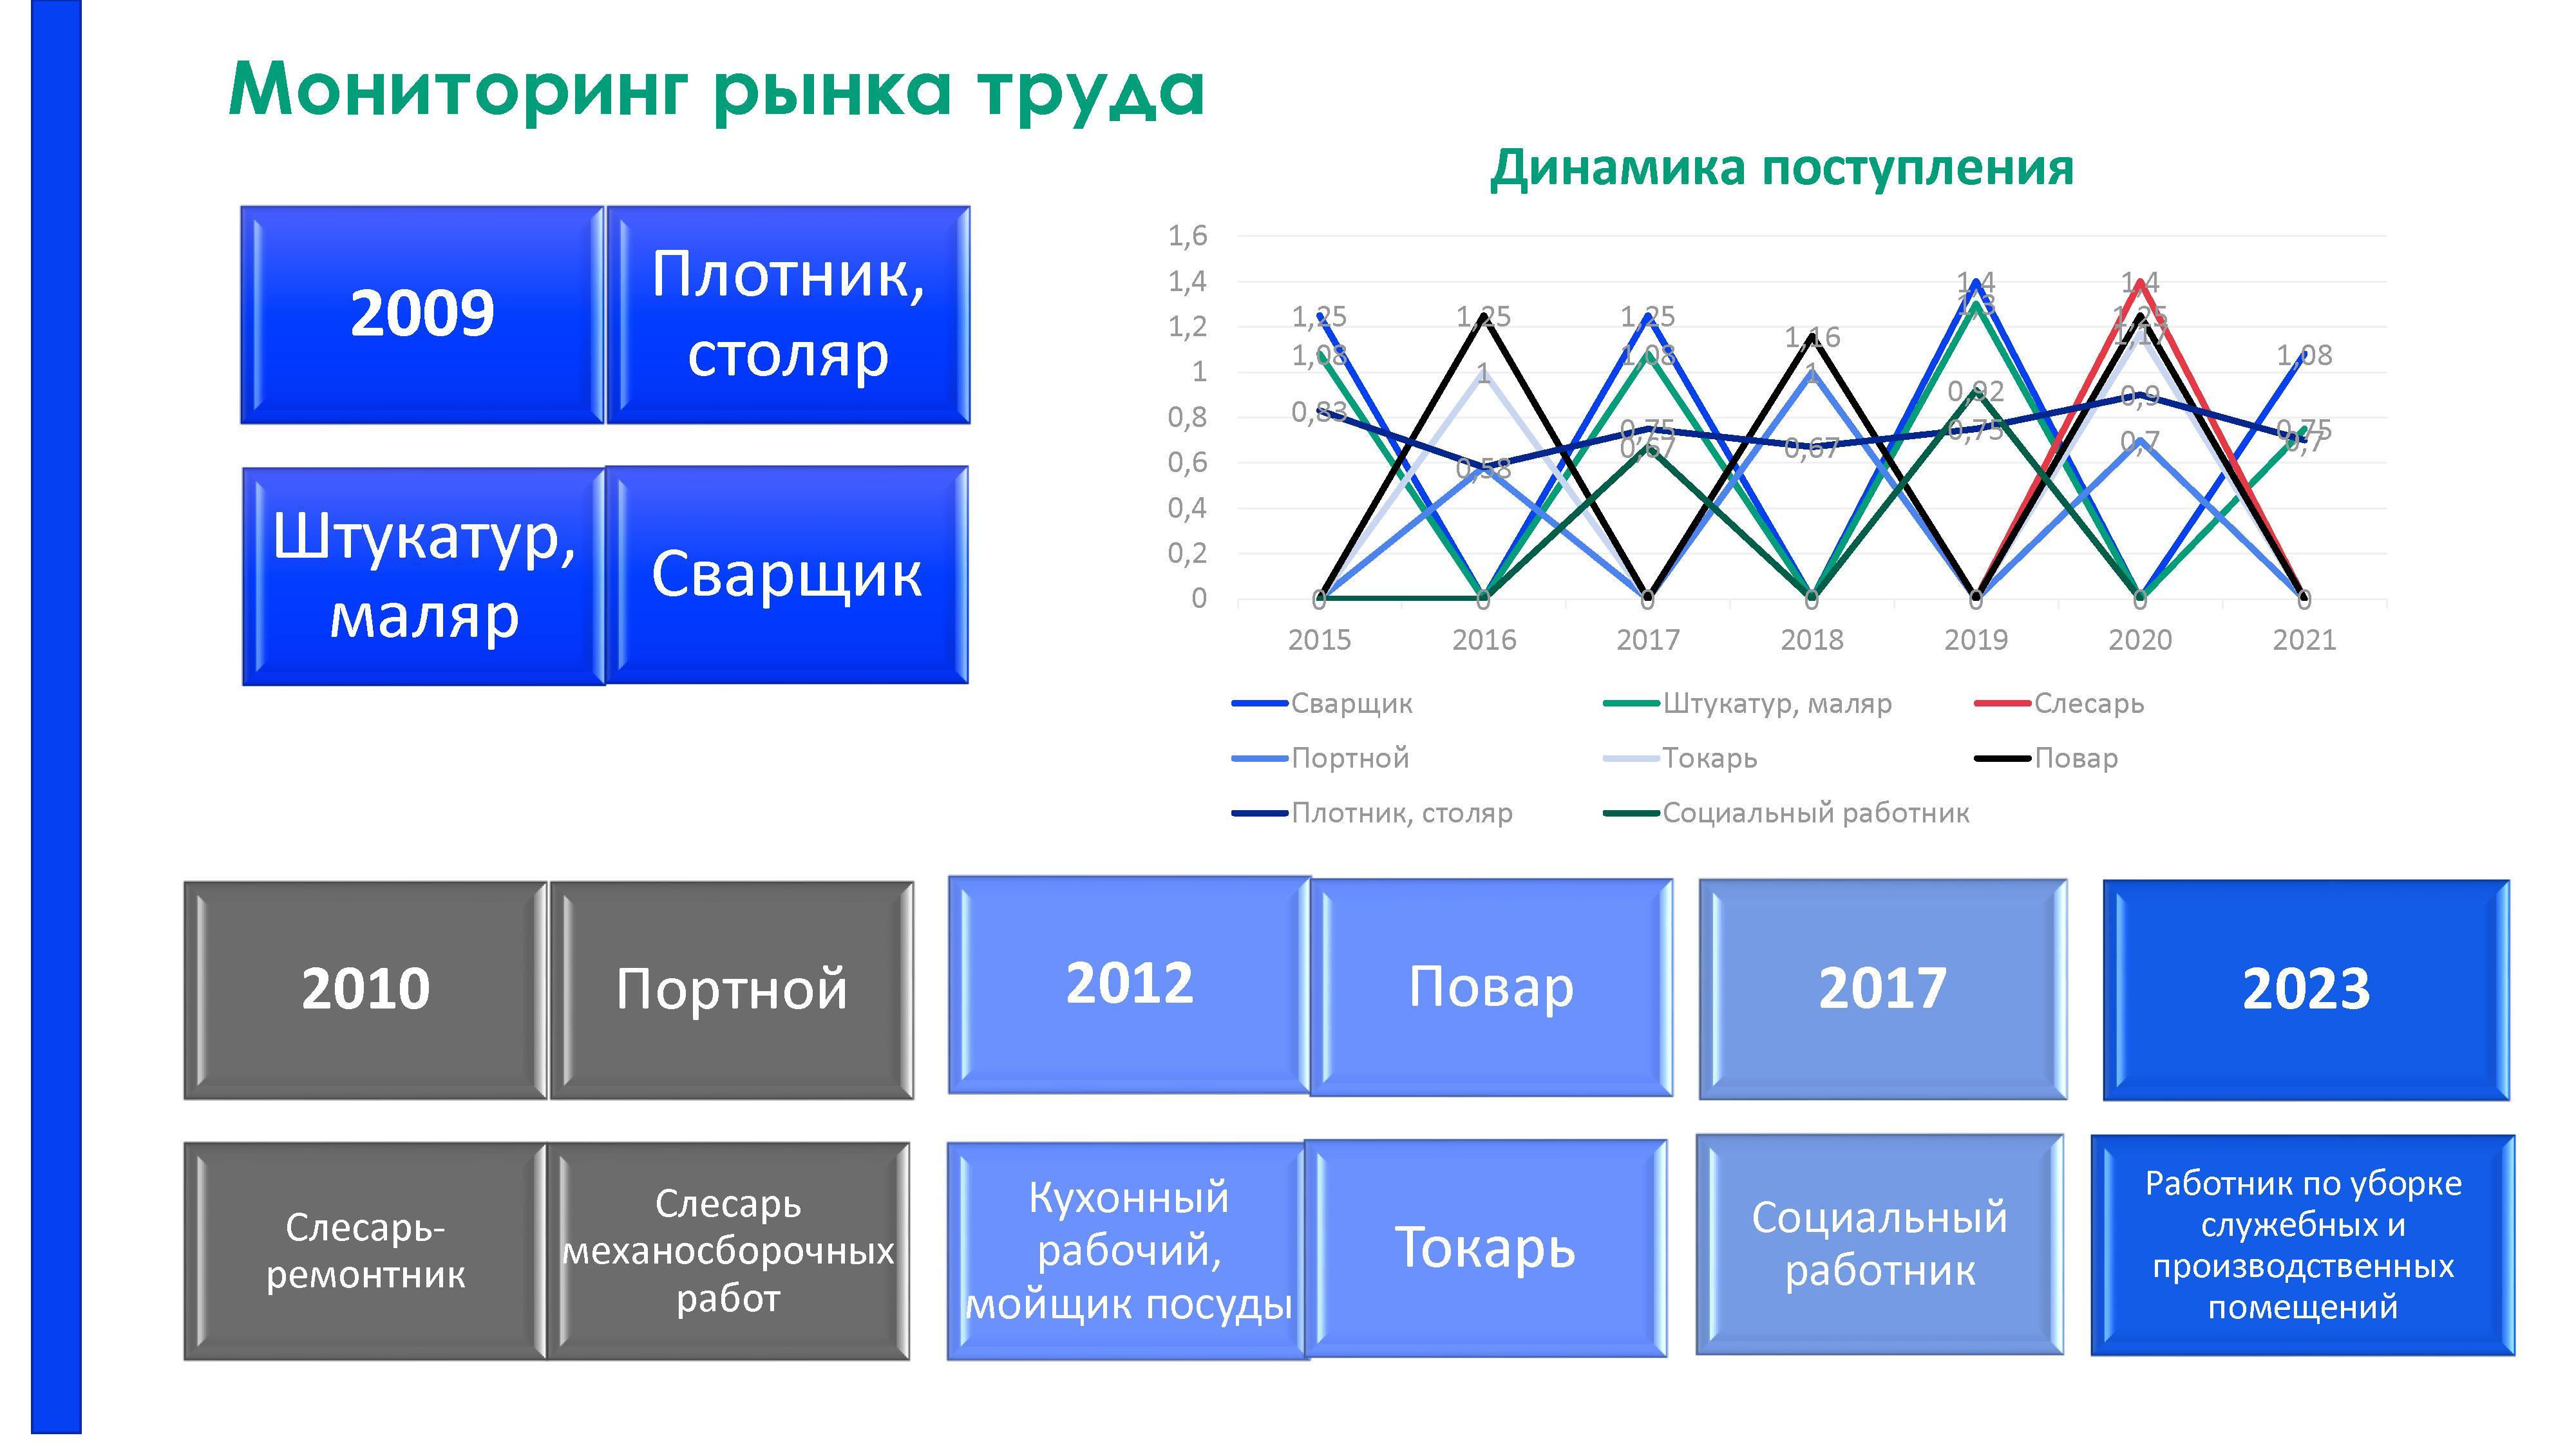 Мониторинг рынка труда
2009
Плотник,
столяр
Штукатур,
маляр
Сварщик
Динамика поступления
1,6
1,4
1,2
1
0,8
0,6
0,4
0,2
0
1,25
1,08
0,83
0
1,25
1
0,58
0
1,25
1,08
0,75
0,67
0
1,16
1
0,67
0
1,4
1,3
0,92
0,75
0
1,4
1,25
1,17
0,9
0,7
0
1,08
0,75
0,7
0
2015
2016
2017
2018
2019
2020
2021
Сварщик
Штукатур, маляр
Слесарь
Портной
Токарь
Повар
Плотник, столяр
Социальный работник
2010
Портной
Слесарь-
ремонтник
Слесарь
механосборочных
работ
2012
Повар
Кухонный
рабочий,
мойщик посуды
Токарь
2017
Социальный
работник
2023
Работник по уборке
служебных и
производственных
помещений